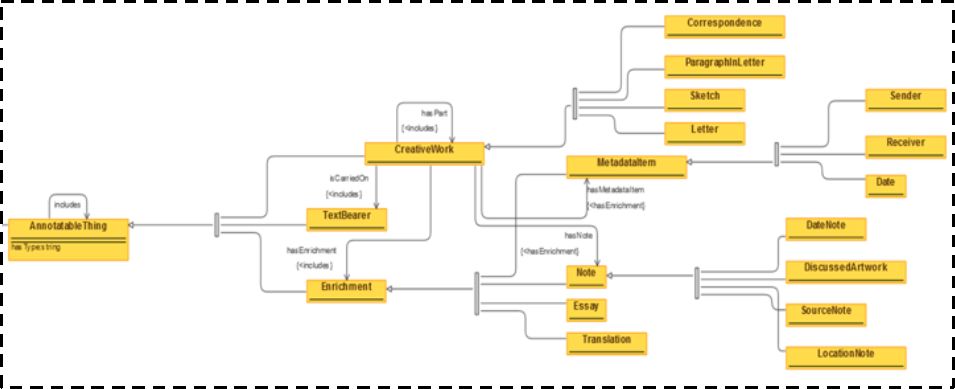 Correspondence
ParagraphInLetter
Sketch
Letter
Sender
Receiver
Date
hasPart
{<includes}
CreativeWork
MetadataItem
isCarriedOn
{<includes}
hasMetadataItem
{<hasEnrichment}
includes
AnnotatableThing
hasType:string
TextBearer
hasEnrichment
{<includes}
hasNote
{<hasEnrichment}
Enrichment
Note
Essay
Translation
DateNote
DiscussedArtwork
SourceNote
LocationNote